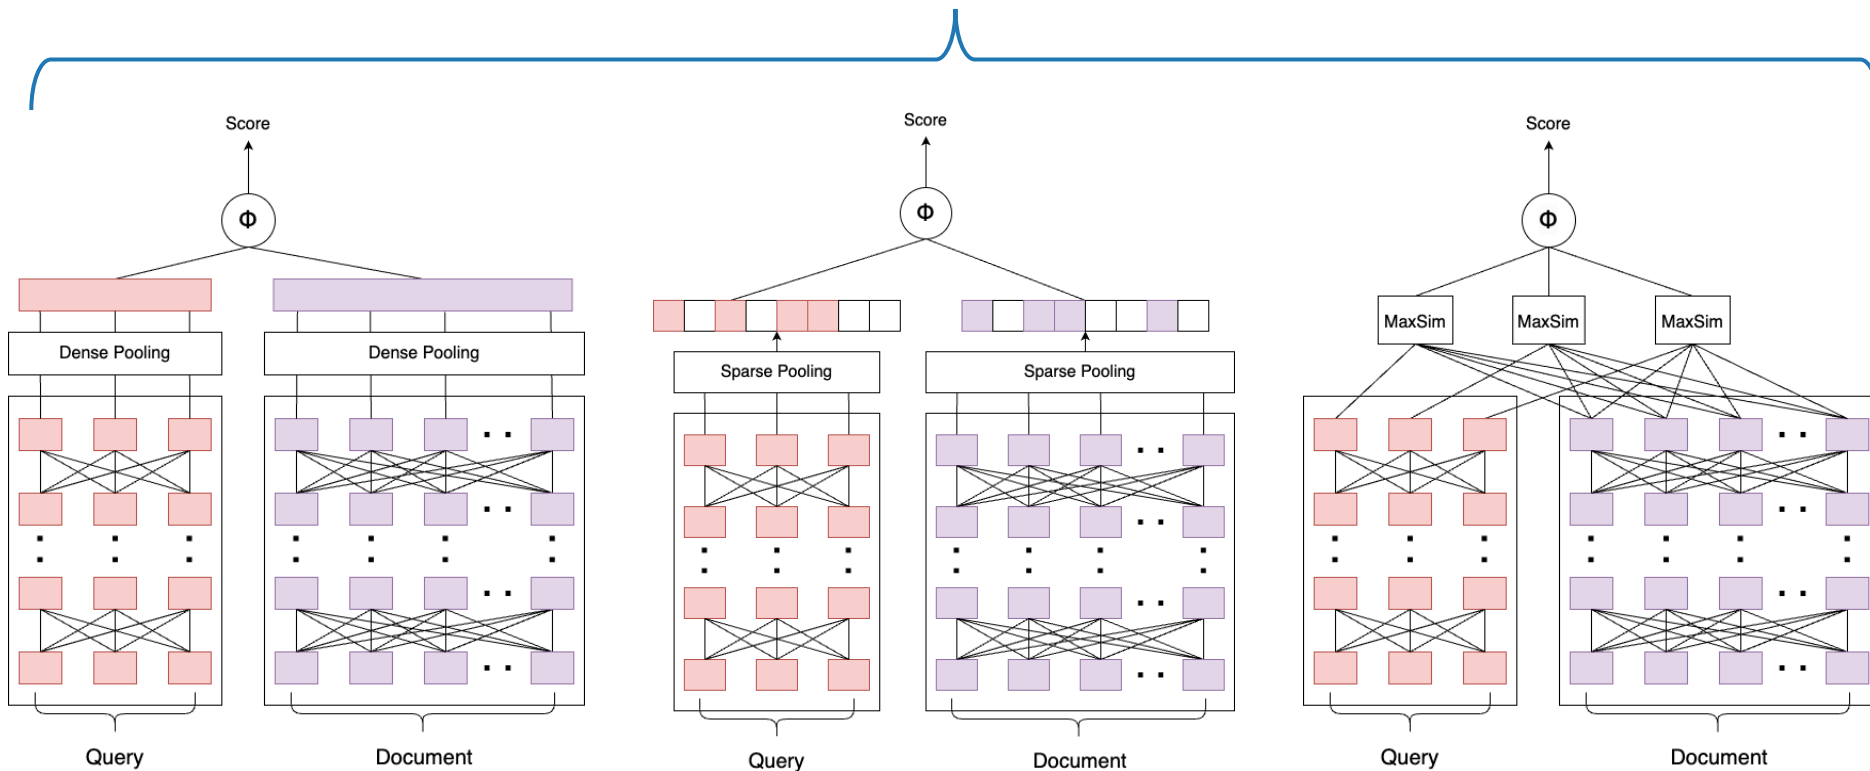 Score
Φ
Dense Pooling
Dense Pooling
Query
Document
Score
Φ
Sparse Pooling
Sparse Pooling
Query
Document
Score
Φ
MaxSim
MaxSim
MaxSim
Query
Document